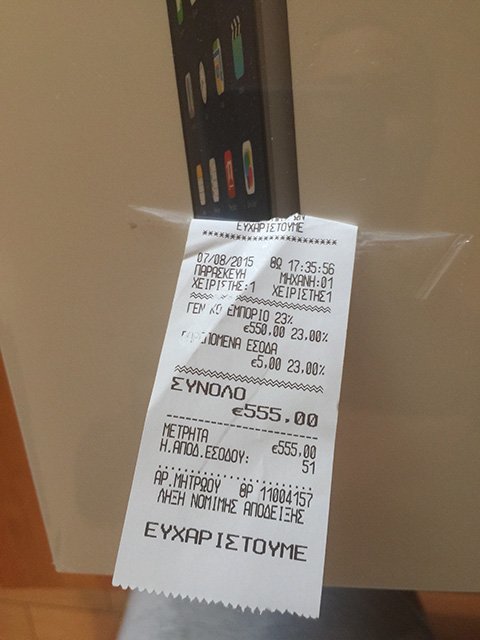 ΕΥΧΑΡΙΣΤΟΥΜΕ
********************************
07/08/2015 ΘΩ 17:35:56
ΠΑΡΑΣΚΕΥΗ ΜΗΧΑΝΗ:01
ΧΕΙΡΙΣΤΗΣ:1 ΧΕΙΡΙΣΤΗΣ1
ΓΕΝ ΚΟ ΕΜΠΟΡΙΟ 23%
€550,00 23,00%
ΕΣΟΔΑ
€5,00 23,00%
ΣΥΝΟΛΟ
€555,00
--------------------------------
ΜΕΤΡΗΤΑ €555,00
Η.ΑΠΟΔ.ΕΣΟΔΟΥ: 51
................................
ΑΡ.ΜΗΤΡΩΟΥ ΘΡ 11004157
ΛΗΞΗ ΝΟΜΙΜΗΣ ΑΠΟΔΕΙΞΗΣ
ΕΥΧΑΡΙΣΤΟΥΜΕ